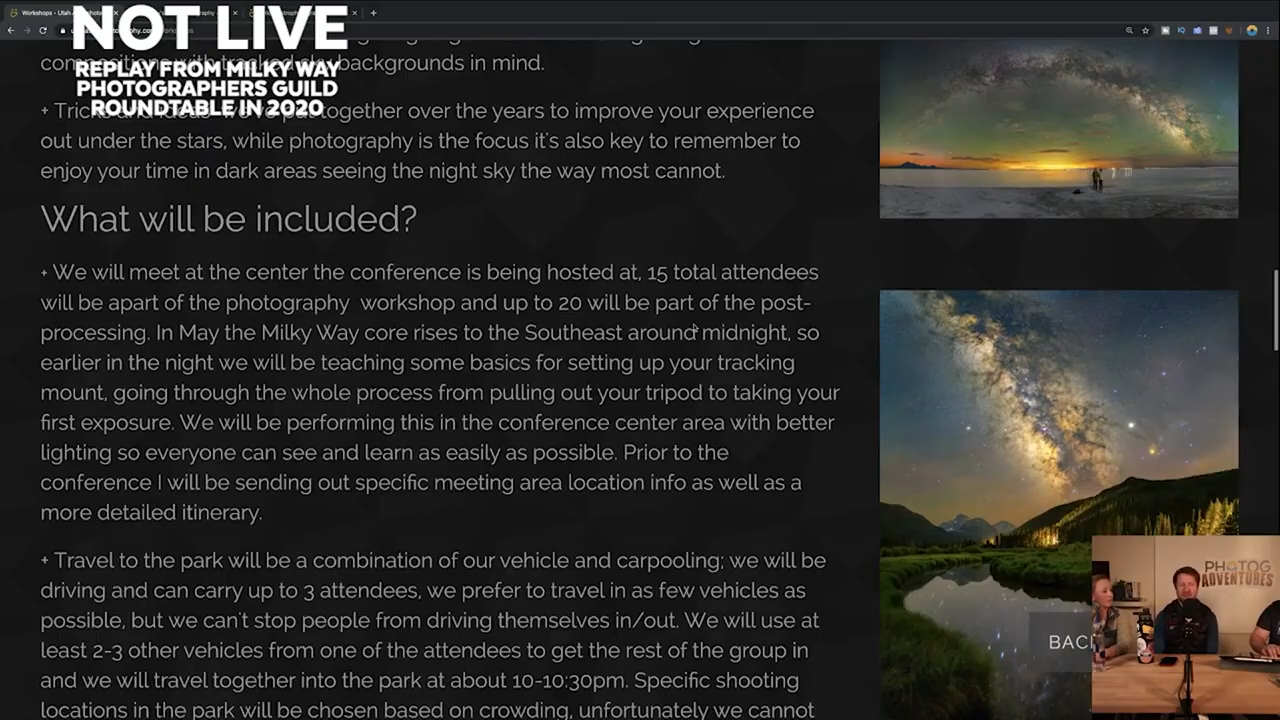 Workshops - Utah
NOT LIVE
REPLAY FROM MILKY WAY
PHOTOGRAPHERS GUILD
ROUNDTABLE IN 2020
compositions with tracked sky backgrounds in mind.
+ Tricks and ideas we've put together over the years to improve your experience
out under the stars, while photography is the focus it's also key to remember to
enjoy your time in dark areas seeing the night sky the way most cannot.
What will be included?
+ We will meet at the center the conference is being hosted at, 15 total attendees
will be apart of the photography workshop and up to 20 will be part of the post-
processing. In May the Milky Way core rises to the Southeast around midnight, so
earlier in the night we will be teaching some basics for setting up your tracking
mount, going through the whole process from pulling out your tripod to taking your
first exposure. We will be performing this in the conference center area with better
lighting so everyone can see and learn as easily as possible. Prior to the
conference I will be sending out specific meeting area location info as well as a
more detailed itinerary.
+ Travel to the park will be a combination of our vehicle and carpooling; we will be
driving and can carry up to 3 attendees, we prefer to travel in as few vehicles as
possible, but we can't stop people from driving themselves in/out. We will use at
least 2-3 other vehicles from one of the attendees to get the rest of the group in
and we will travel together into the park at about 10-10:30pm. Specific shooting
locations in the park will be chosen based on crowding, unfortunately we cannot
PHOTOG
ADVENTURES